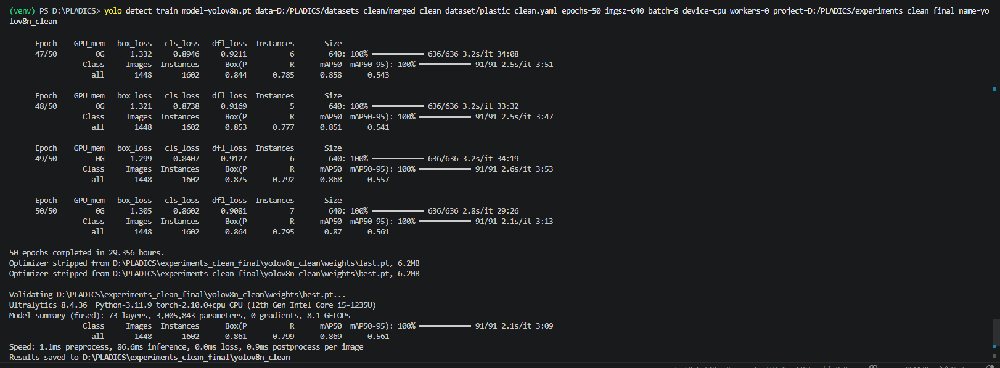 (venv) PS D:\PLADICS> yolo detect train model=yolov8n.pt data=D:/PLADICS/datasets_clean/merged_clean_dataset/plastic_clean.yaml epochs=50 imgsz=640 batch=8 device=cpu workers=0 project=D:/PLADICS/experiments_clean_final name=yo
lov8n_clean
Epoch GPU_mem box_loss cls_loss dfl_loss Instances Size
47/50 0G 1.332 0.8946 0.9211 6 640: 100% ━━━━━━━━━━━━ 636/636 3.2s/it 34:08
Class Images Instances Box(P R mAP50 mAP50-95): 100% ━━━━━━━━━━━━ 91/91 2.5s/it 3:51
all 1448 1602 0.844 0.785 0.858 0.543
Epoch GPU_mem box_loss cls_loss dfl_loss Instances Size
48/50 0G 1.321 0.8738 0.9169 5 640: 100% ━━━━━━━━━━━━ 636/636 3.2s/it 33:32
Class Images Instances Box(P R mAP50 mAP50-95): 100% ━━━━━━━━━━━━ 91/91 2.5s/it 3:47
all 1448 1602 0.853 0.777 0.851 0.541
Epoch GPU_mem box_loss cls_loss dfl_loss Instances Size
49/50 0G 1.299 0.8407 0.9127 6 640: 100% ━━━━━━━━━━━━ 636/636 3.2s/it 34:19
Class Images Instances Box(P R mAP50 mAP50-95): 100% ━━━━━━━━━━━━ 91/91 2.6s/it 3:53
all 1448 1602 0.875 0.792 0.868 0.557
Epoch GPU_mem box_loss cls_loss dfl_loss Instances Size
50/50 0G 1.305 0.8602 0.9081 7 640: 100% ━━━━━━━━━━━━ 636/636 2.8s/it 29:26
Class Images Instances Box(P R mAP50 mAP50-95): 100% ━━━━━━━━━━━━ 91/91 2.1s/it 3:13
all 1448 1602 0.864 0.795 0.87 0.561
50 epochs completed in 29.356 hours.
Optimizer stripped from D:\PLADICS\experiments_clean_final\yolov8n_clean\weights\last.pt, 6.2MB
Optimizer stripped from D:\PLADICS\experiments_clean_final\yolov8n_clean\weights\best.pt, 6.2MB
Validating D:\PLADICS\experiments_clean_final\yolov8n_clean\weights\best.pt...
Ultralytics 8.4.36 Python-3.11.9 torch-2.10.0+cpu CPU (12th Gen Intel Core i5-1235U)
Model summary (fused): 73 layers, 3,005,843 parameters, 0 gradients, 8.1 GFLOPs
Class Images Instances Box(P R mAP50 mAP50-95): 100% ━━━━━━━━━━━━ 91/91 2.1s/it 3:09
all 1448 1602 0.861 0.799 0.869 0.561
Speed: 1.1ms preprocess, 86.6ms inference, 0.0ms loss, 0.9ms postprocess per image
Results saved to D:\PLADICS\experiments_clean_final\yolov8n_clean